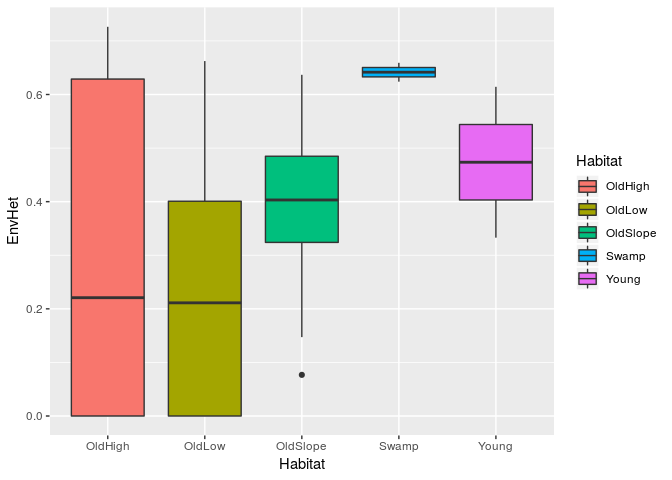 EnvHet
0.6
0.4
0.2
0.0
OldHigh OldLow OldSlope Swamp Young
Habitat
Habitat
OldHigh
OldLow
OldSlope
Swamp
Young